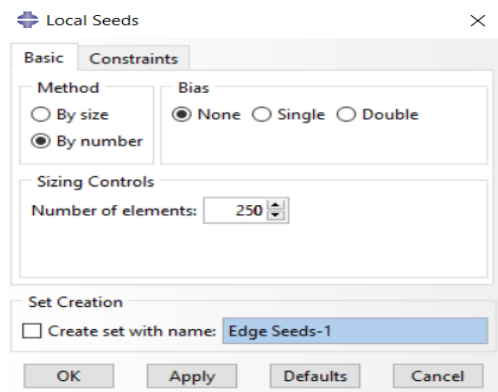 Local Seeds
Basic Constraints
Method Bias
By size None Single Double
By number
Sizing Controls
Number of elements: 250
Set Creation
Create set with name: Edge Seeds-1
OK Apply Defaults Cancel